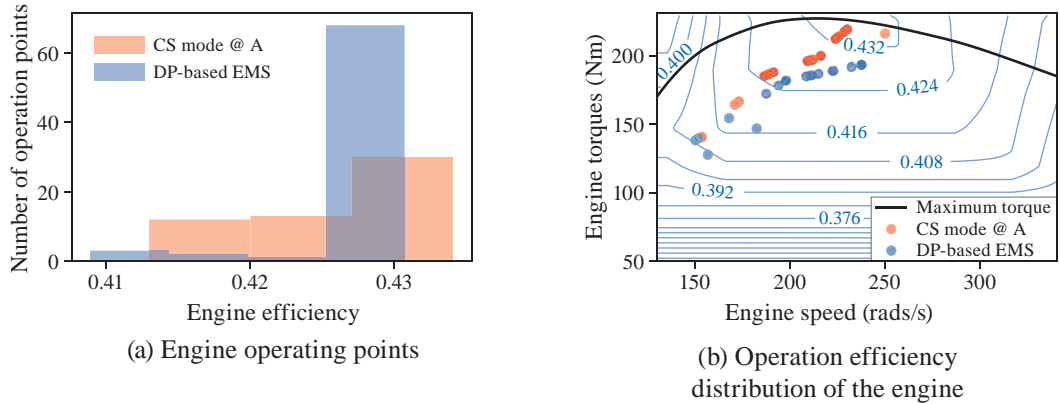 Number of operation points
60
40
20
0
CS mode @ A
DP-based EMS
0.41
0.42
0.43
Engine efficiency
(a) Engine operating points
Engine torques (Nm)
200
150
100
50
0.400
0.432
0.424
0.416
0.408
0.392
0.376
Maximum torque
CS mode @ A
DP-based EMS
150
200
250
300
Engine speed (rads/s)
(b) Operation efficiency
distribution of the engine